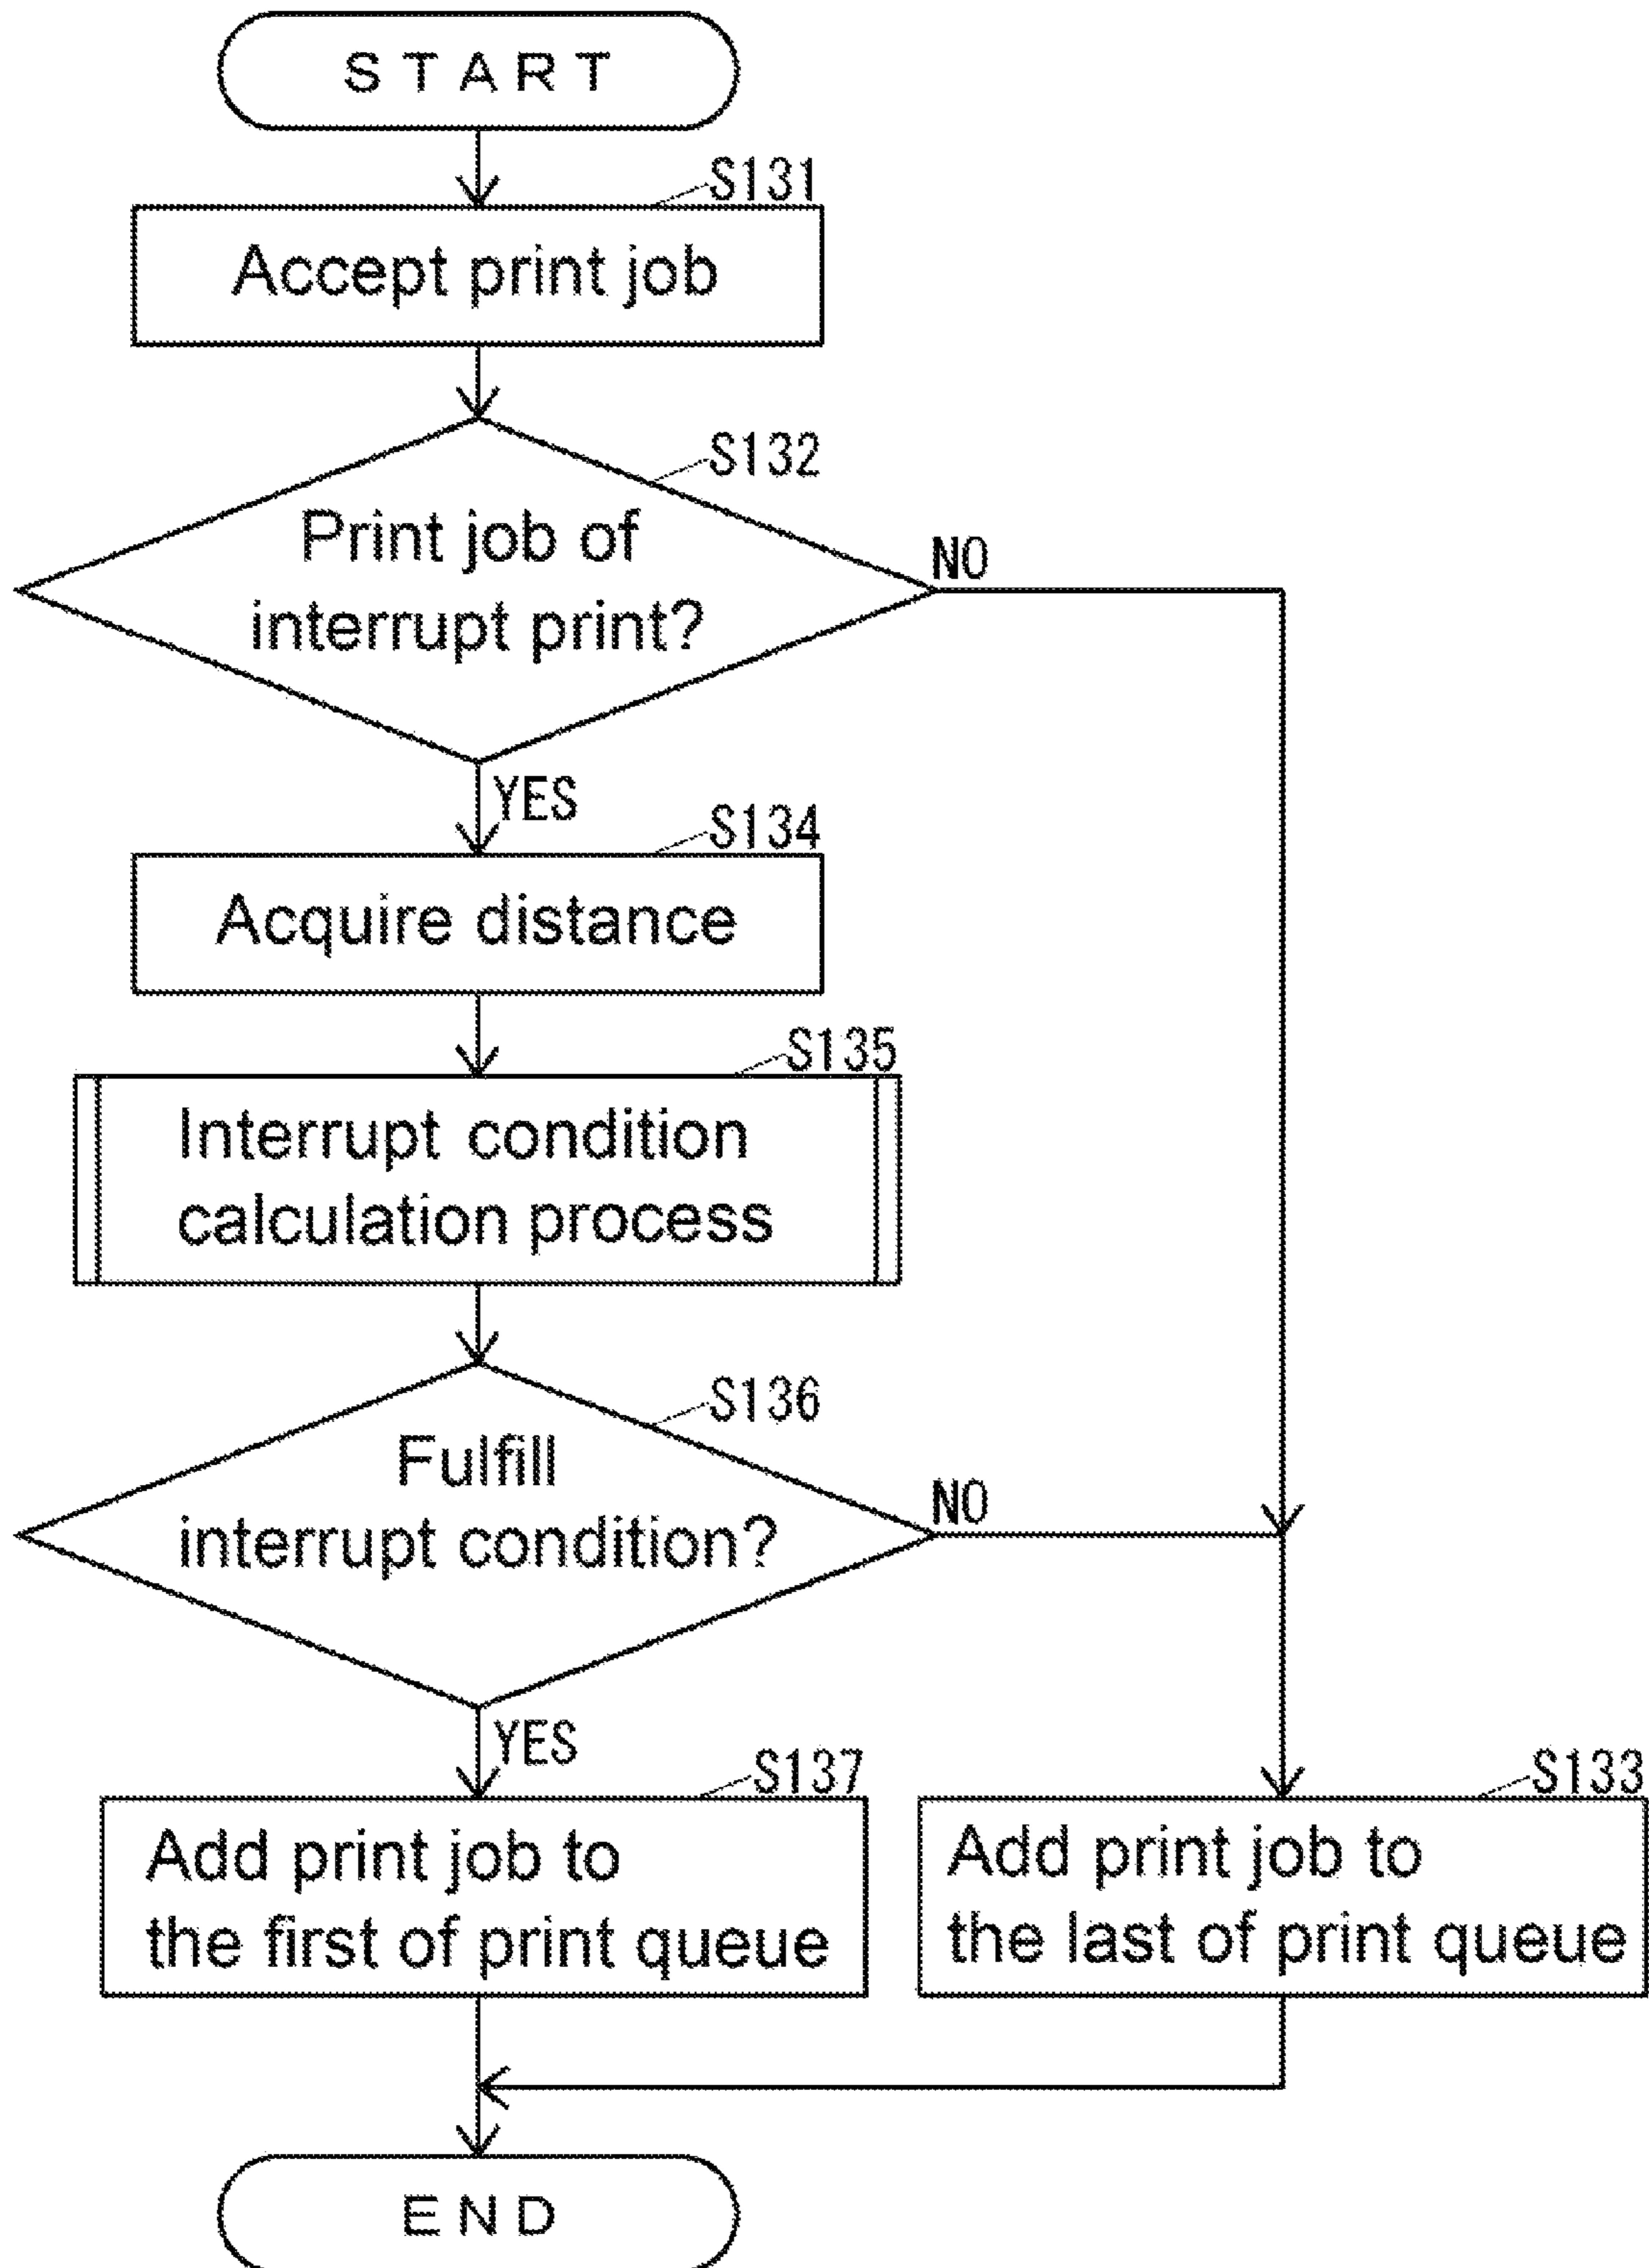 START
S131
Accept print job
S132
Print job of
interrupt print?
NO
YES
S134
Acquire distance
S135
Interrupt condition
calculation process
S136
Fulfill
interrupt condition?
NO
YES
S137
Add print job to
the first of print queue
S133
Add print job to
the last of print queue
END